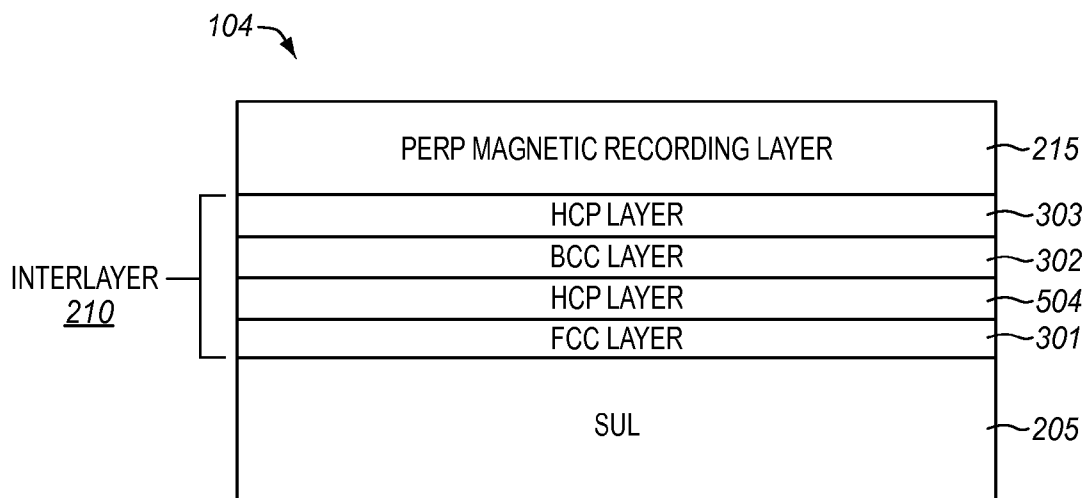 104
PERP MAGNETIC RECORDING LAYER 215
HCP LAYER 303
BCC LAYER 302
INTERLAYER
210
HCP LAYER 504
FCC LAYER 301
SUL 205